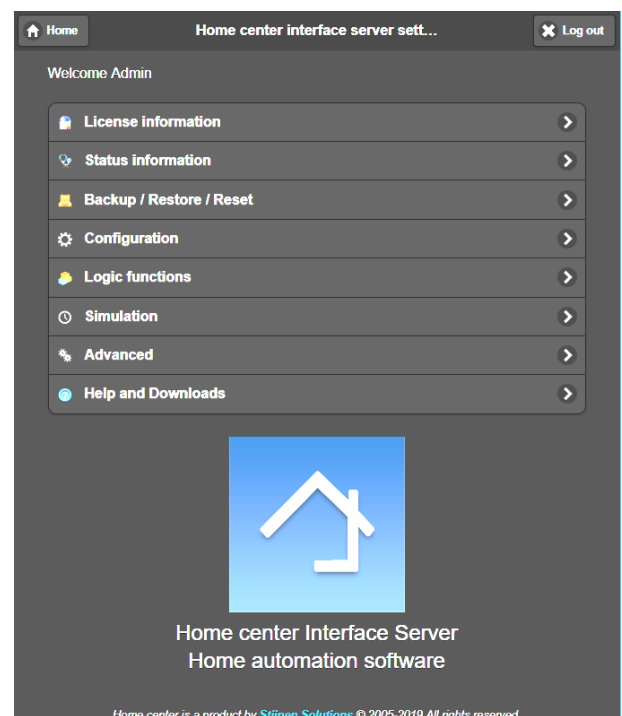 Home
Home center interface server sett...
Log out
Welcome Admin
License information
Status information
Backup / Restore / Reset
Configuration
Logic functions
Simulation
Advanced
Help and Downloads
Home center Interface Server
Home automation software
Home center is a product by Stijnen Solutions © 2005-2019 All rights reserved